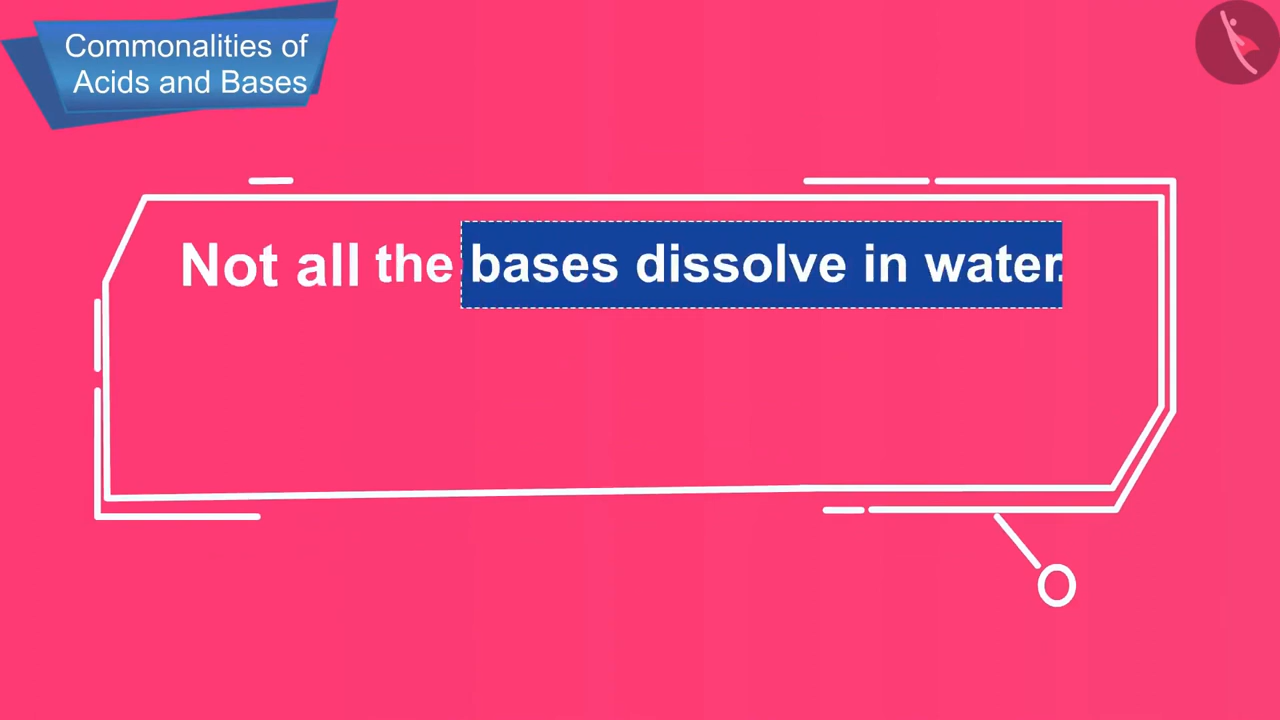 Commonalities of
Acids and Bases
Not all the bases dissolve in water.